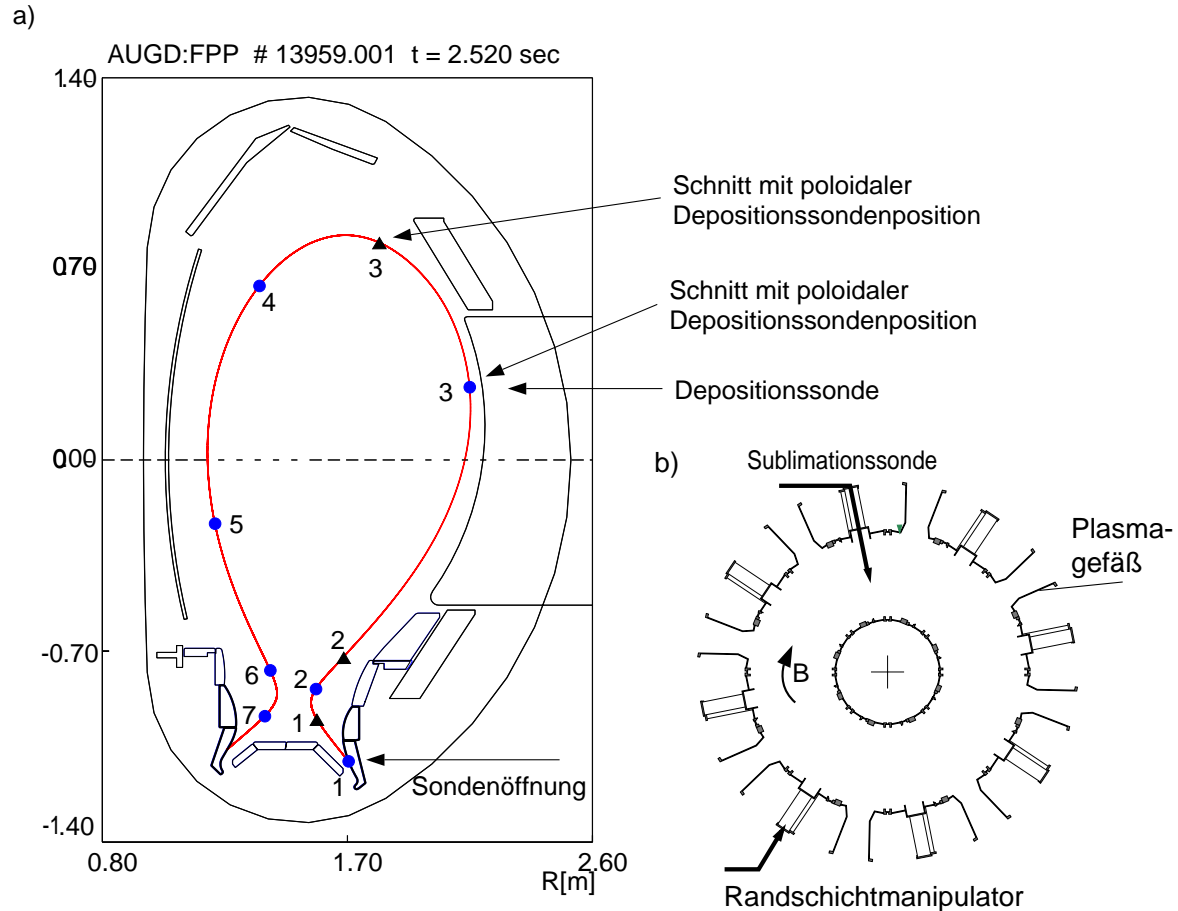 a)
AUGD:FPP # 13959.001 t = 2.520 sec
1.40
Schnitt mit poloidaler
Depositionssondenposition
3
0.70
4
Schnitt mit poloidaler
Depositionssondenposition
3
Depositionssonde
0.00
b)
Sublimationssonde
5
Plasma-
gefäß
-0.70
2
6
2
B
7
1
1
Sondenöffnung
-1.40
0.80
1.70
2.60
R[m]
Randschichtmanipulator